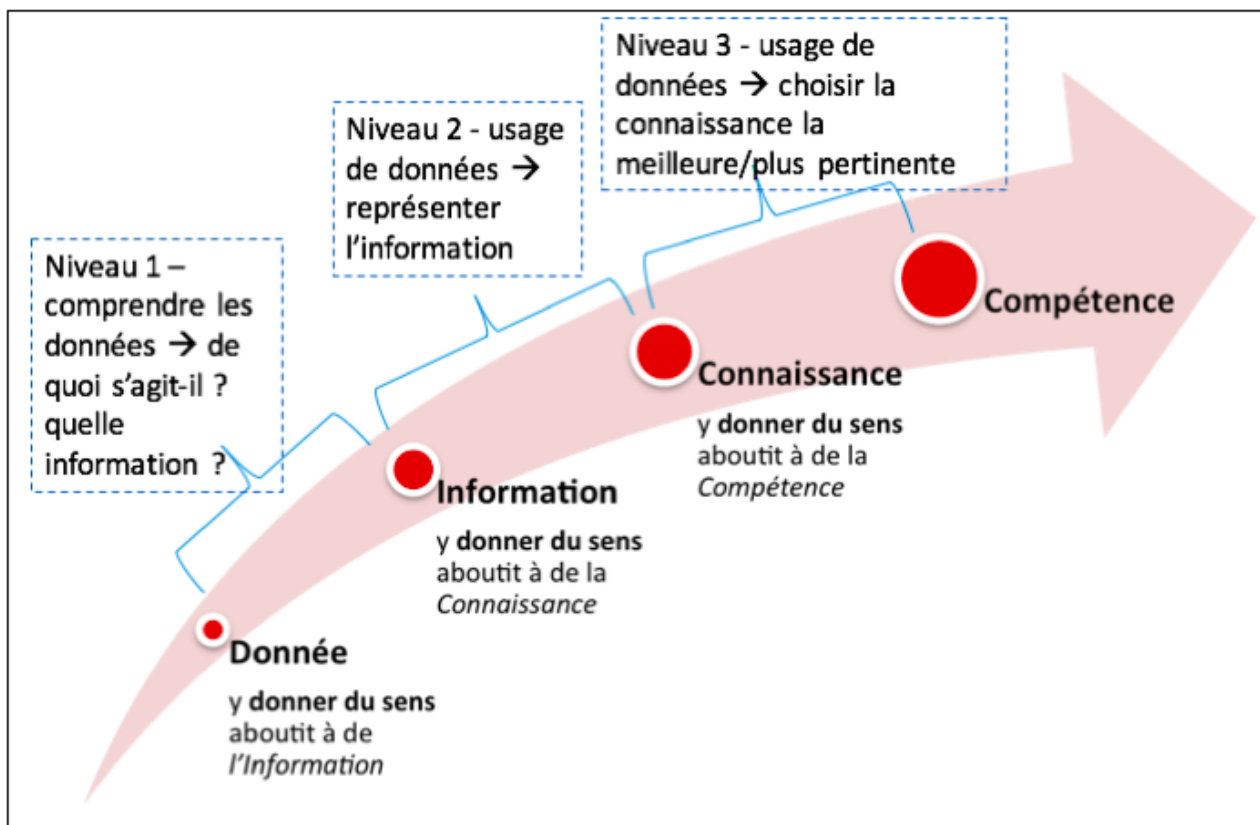 Niveau 3 - usage de
données → choisir la
connaissance la
meilleure/plus pertinente
Niveau 2 - usage
de données →
représenter
l'information
Niveau 1 –
comprendre les
données → de
quoi s'agit-il ?
quelle
information ?
Compétence
Connaissance
y donner du sens
aboutit à de la
Compétence
Information
y donner du sens
aboutit à de la
Connaissance
Donnée
y donner du sens
aboutit à de
l'Information